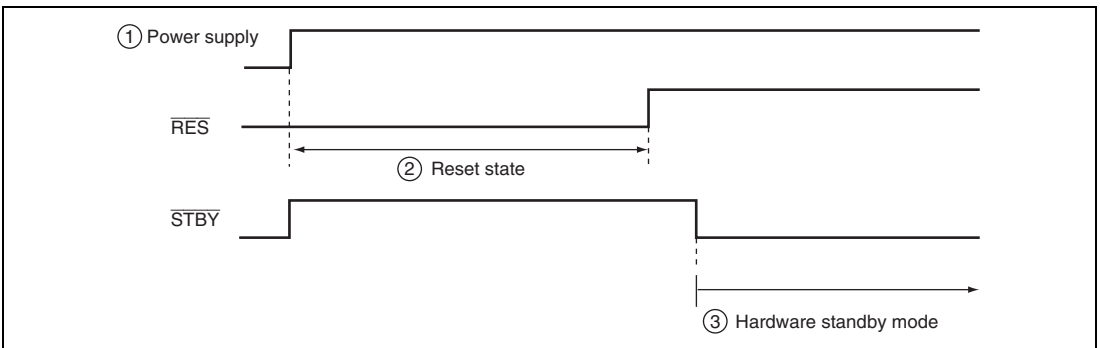 ① Power supply
RES
② Reset state
STBY
③ Hardware standby mode